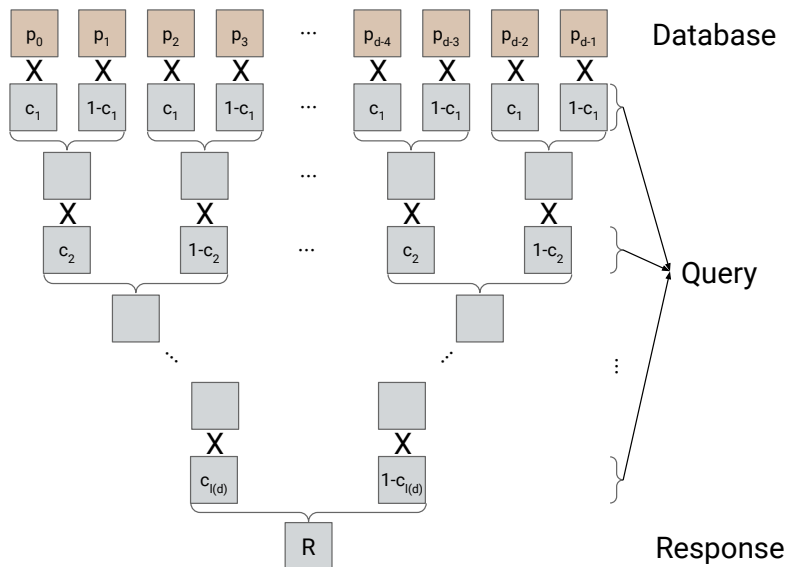 p0 p1 p2 p3 ... pd-4 pd-3 pd-2 pd-1 Database
X X X X X X X X
c1 1-c1 c1 1-c1 ... c1 1-c1 c1 1-c1
...
X X X X
c2 1-c2 ... c2 1-c2
Query
... ...
...
X X
cl(d) 1-cl(d)
R Response